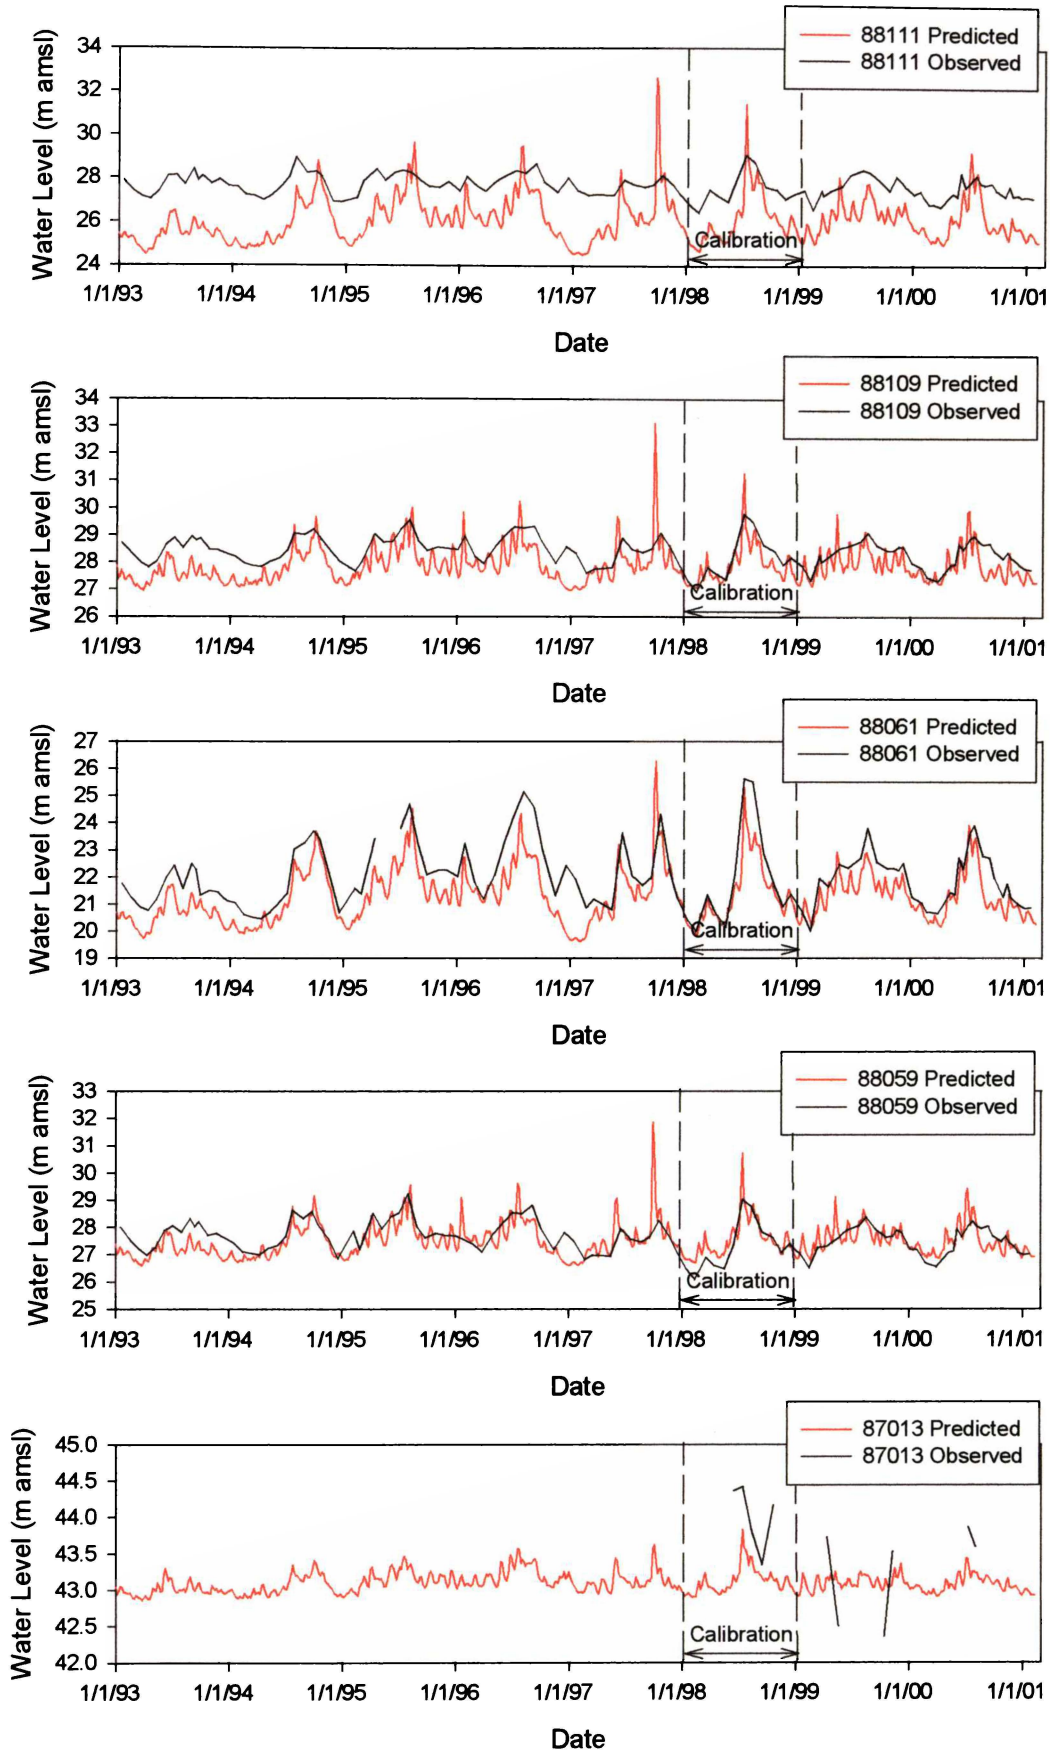 88111 Predicted
88111 Observed
Water Level (m amsl)
34
32
30
28
26
24
Calibration
1/1/93 1/1/94 1/1/95 1/1/96 1/1/97 1/1/98 1/1/99 1/1/00 1/1/01
Date
88109 Predicted
88109 Observed
Water Level (m amsl)
34
33
32
31
30
29
28
27
26
Calibration
1/1/93 1/1/94 1/1/95 1/1/96 1/1/97 1/1/98 1/1/99 1/1/00 1/1/01
Date
88061 Predicted
88061 Observed
Water Level (m amsl)
27
26
25
24
23
22
21
20
19
Calibration
1/1/93 1/1/94 1/1/95 1/1/96 1/1/97 1/1/98 1/1/99 1/1/00 1/1/01
Date
88059 Predicted
88059 Observed
Water Level (m amsl)
33
32
31
30
29
28
27
26
25
Calibration
1/1/93 1/1/94 1/1/95 1/1/96 1/1/97 1/1/98 1/1/99 1/1/00 1/1/01
Date
87013 Predicted
87013 Observed
Water Level (m amsl)
45.0
44.5
44.0
43.5
43.0
42.5
42.0
Calibration
1/1/93 1/1/94 1/1/95 1/1/96 1/1/97 1/1/98 1/1/99 1/1/00 1/1/01
Date